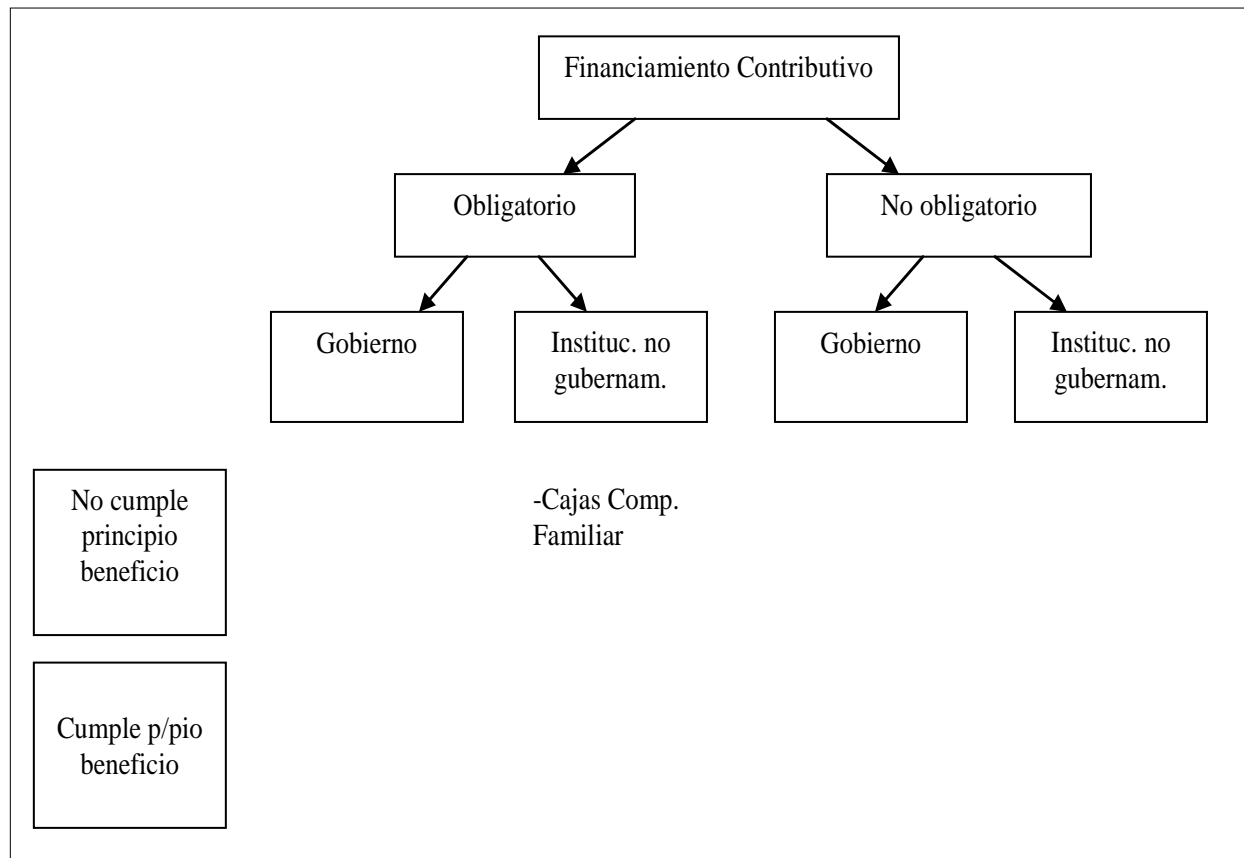 Financiamiento Contributivo
Obligatorio
No obligatorio
Gobierno
Instituc. no
gubernam.
Gobierno
Instituc. no
gubernam.
No cumple
principio
beneficio
-Cajas Comp.
Familiar
Cumple p/pio
beneficio